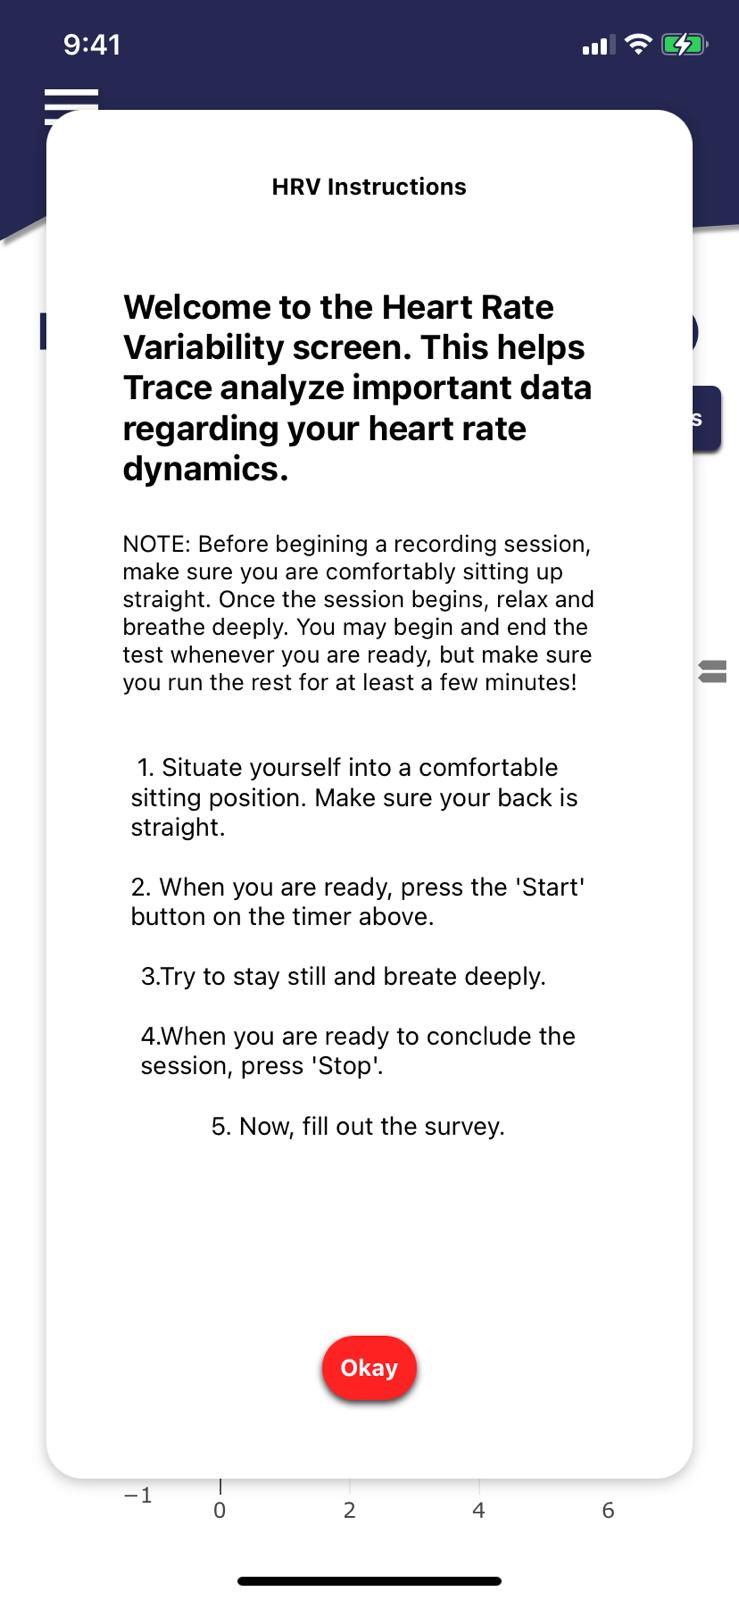 9:41
HRV Instructions
Welcome to the Heart Rate
Variability screen. This helps
Trace analyze important data
regarding your heart rate
dynamics.
s
NOTE: Before begining a recording session,
make sure you are comfortably sitting up
straight. Once the session begins, relax and
breathe deeply. You may begin and end the
test whenever you are ready, but make sure
you run the rest for at least a few minutes!
1. Situate yourself into a comfortable
sitting position. Make sure your back is
straight.
2. When you are ready, press the 'Start'
button on the timer above.
3.Try to stay still and breate deeply.
4.When you are ready to conclude the
session, press 'Stop'.
5. Now, fill out the survey.
Okay
−1
0 2 4 6